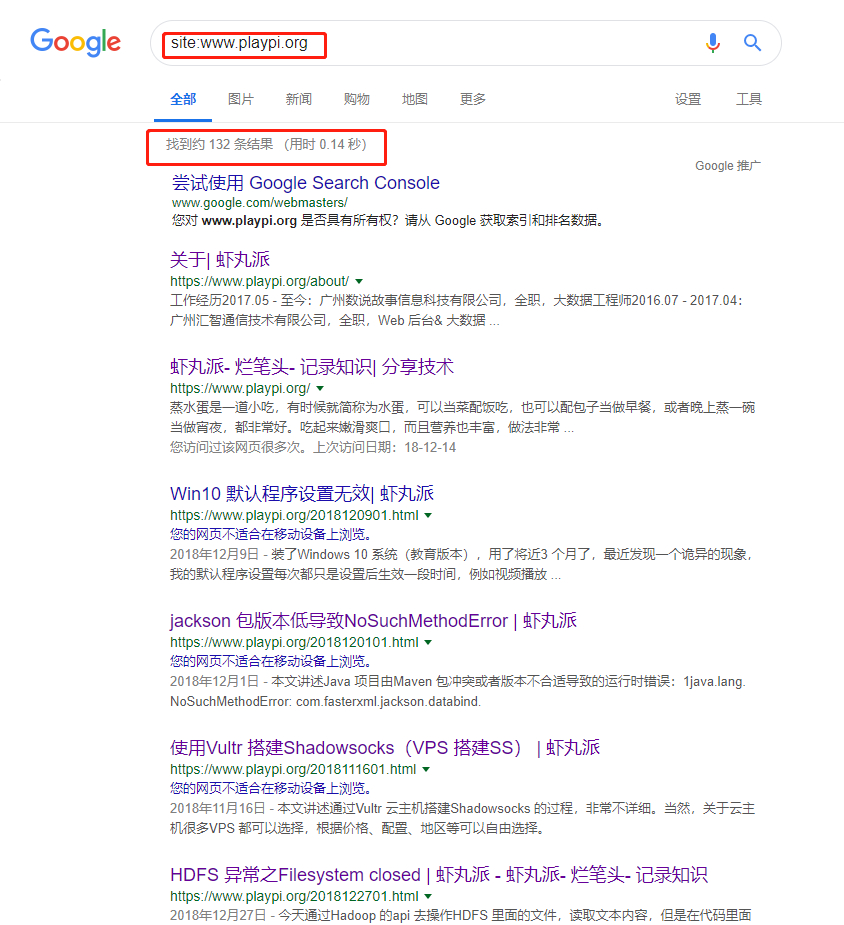 Google
site:www.playpi.org
全部 图片 新闻 购物 地图 更多 设置 工具
找到约 132 条结果 （用时 0.14 秒）
Google 推广
尝试使用 Google Search Console
www.google.com/webmasters/
您对 www.playpi.org 是否具有所有权？请从 Google 获取索引和排名数据。
关于| 虾丸派
https://www.playpi.org/about/
工作经历2017.05 - 至今：广州数说故事信息科技有限公司，全职，大数据工程师2016.07 - 2017.04：
广州汇智通信技术有限公司，全职，Web 后台& 大数据 ...
虾丸派- 烂笔头- 记录知识| 分享技术
https://www.playpi.org/
蒸水蛋是一道小吃，有时候就简称为水蛋，可以当菜配饭吃，也可以配包子当做早餐，或者晚上蒸一碗
当做宵夜，都非常好。吃起来嫩滑爽口，而且营养也丰富，做法非常 ...
您访问过该网页很多次。上次访问日期：18-12-14
Win10 默认程序设置无效| 虾丸派
https://www.playpi.org/2018120901.html
您的网页不适合在移动设备上浏览。
2018年12月9日 - 装了Windows 10 系统（教育版本），用了将近3 个月了，最近发现一个诡异的现象，
我的默认程序设置每次都只是设置后生效一段时间，例如视频播放 ...
jackson 包版本低导致NoSuchMethodError | 虾丸派
https://www.playpi.org/2018120101.html
您的网页不适合在移动设备上浏览。
2018年12月1日 - 本文讲述Java 项目由Maven 包冲突或者版本不合适导致的运行时错误：1java.lang.
NoSuchMethodError: com.fasterxml.jackson.databind.
使用Vultr 搭建Shadowsocks（VPS 搭建SS） | 虾丸派
https://www.playpi.org/2018111601.html
您的网页不适合在移动设备上浏览。
2018年11月16日 - 本文讲述通过Vultr 云主机搭建Shadowsocks 的过程，非常不详细。当然，关于云主
机很多VPS 都可以选择，根据价格、配置、地区等可以自由选择。
HDFS 异常之Filesystem closed | 虾丸派 - 虾丸派- 烂笔头- 记录知识
https://www.playpi.org/2018122701.html
2018年12月27日 - 今天通过Hadoop 的api 去操作HDFS 里面的文件，读取文本内容，但是在代码里面